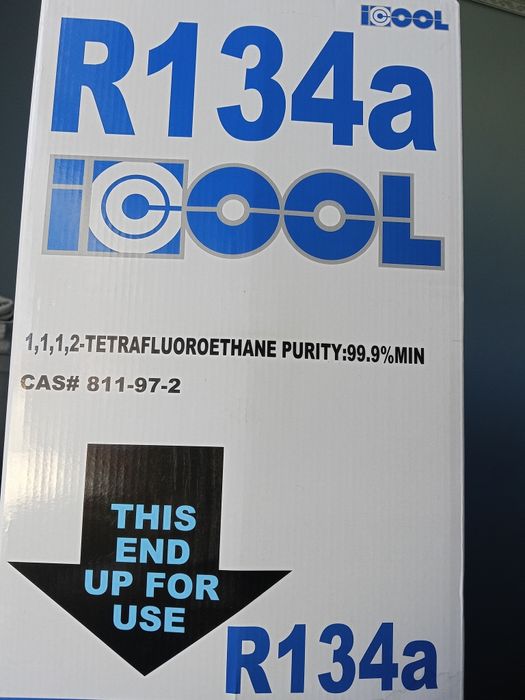 iCOOL
R134a
iCOOL
1,1,1,2-TETRAFLUOROETHANE PURITY:99.9%MIN
CAS# 811-97-2
THIS
END
UP FOR
USE
R134a